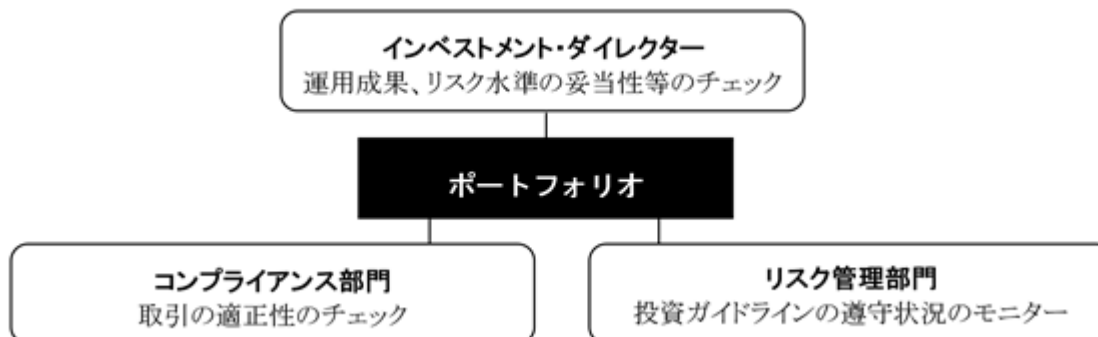 インベストメント・ダイレクター
運用成果、リスク水準の妥当性等のチェック
ポートフォリオ
コンプライアンス部門
取引の適正性のチェック
リスク管理部門
投資ガイドラインの遵守状況のモニター